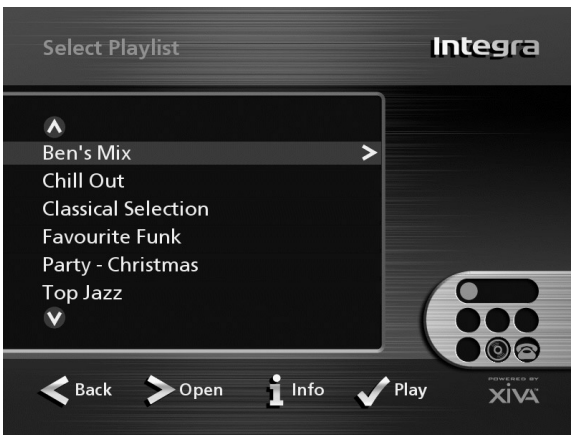 Select Playlist
Integra
Ben's Mix
Chill Out
Classical Selection
Favourite Funk
Party - Christmas
Top Jazz
Back Open Info Play
POWERED BY
XiVA